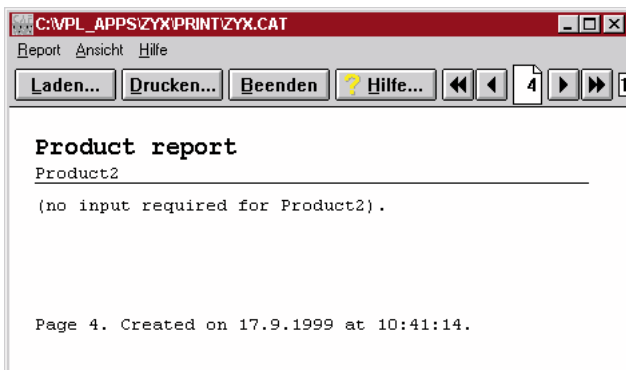 C:\VPL_APPS\ZYX\PRINT\ZYX.CAT
Report Ansicht Hilfe
Laden... Drucken... Beenden ? Hilfe... 4 1
Product report
Product2
(no input required for Product2).
Page 4. Created on 17.9.1999 at 10:41:14.